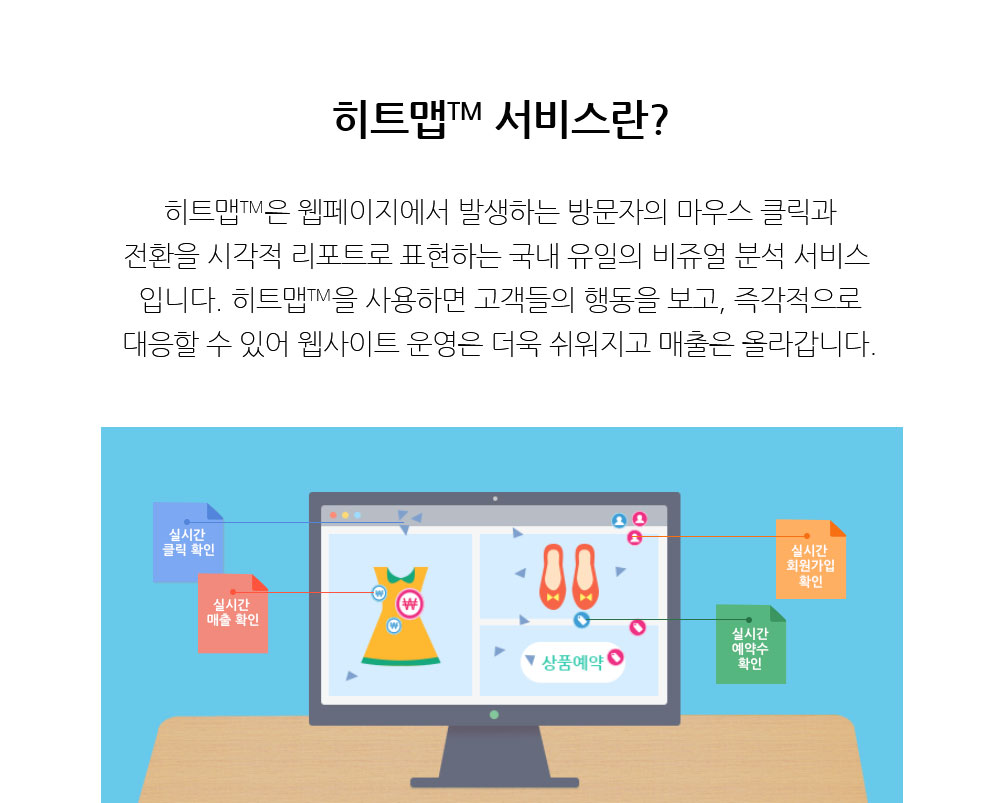 히트맵™ 서비스란?
히트맵™은 웹페이지에서 발생하는 방문자의 마우스 클릭과
전환을 시각적 리포트로 표현하는 국내 유일의 비쥬얼 분석 서비스
입니다. 히트맵™을 사용하면 고객들의 행동을 보고, 즉각적으로
대응할 수 있어 웹사이트 운영은 더욱 쉬워지고 매출은 올라갑니다.
실시간
클릭 확인
실시간
매출 확인
₩
₩
₩
상품예약
실시간
회원가입
확인
실시간
예약수
확인